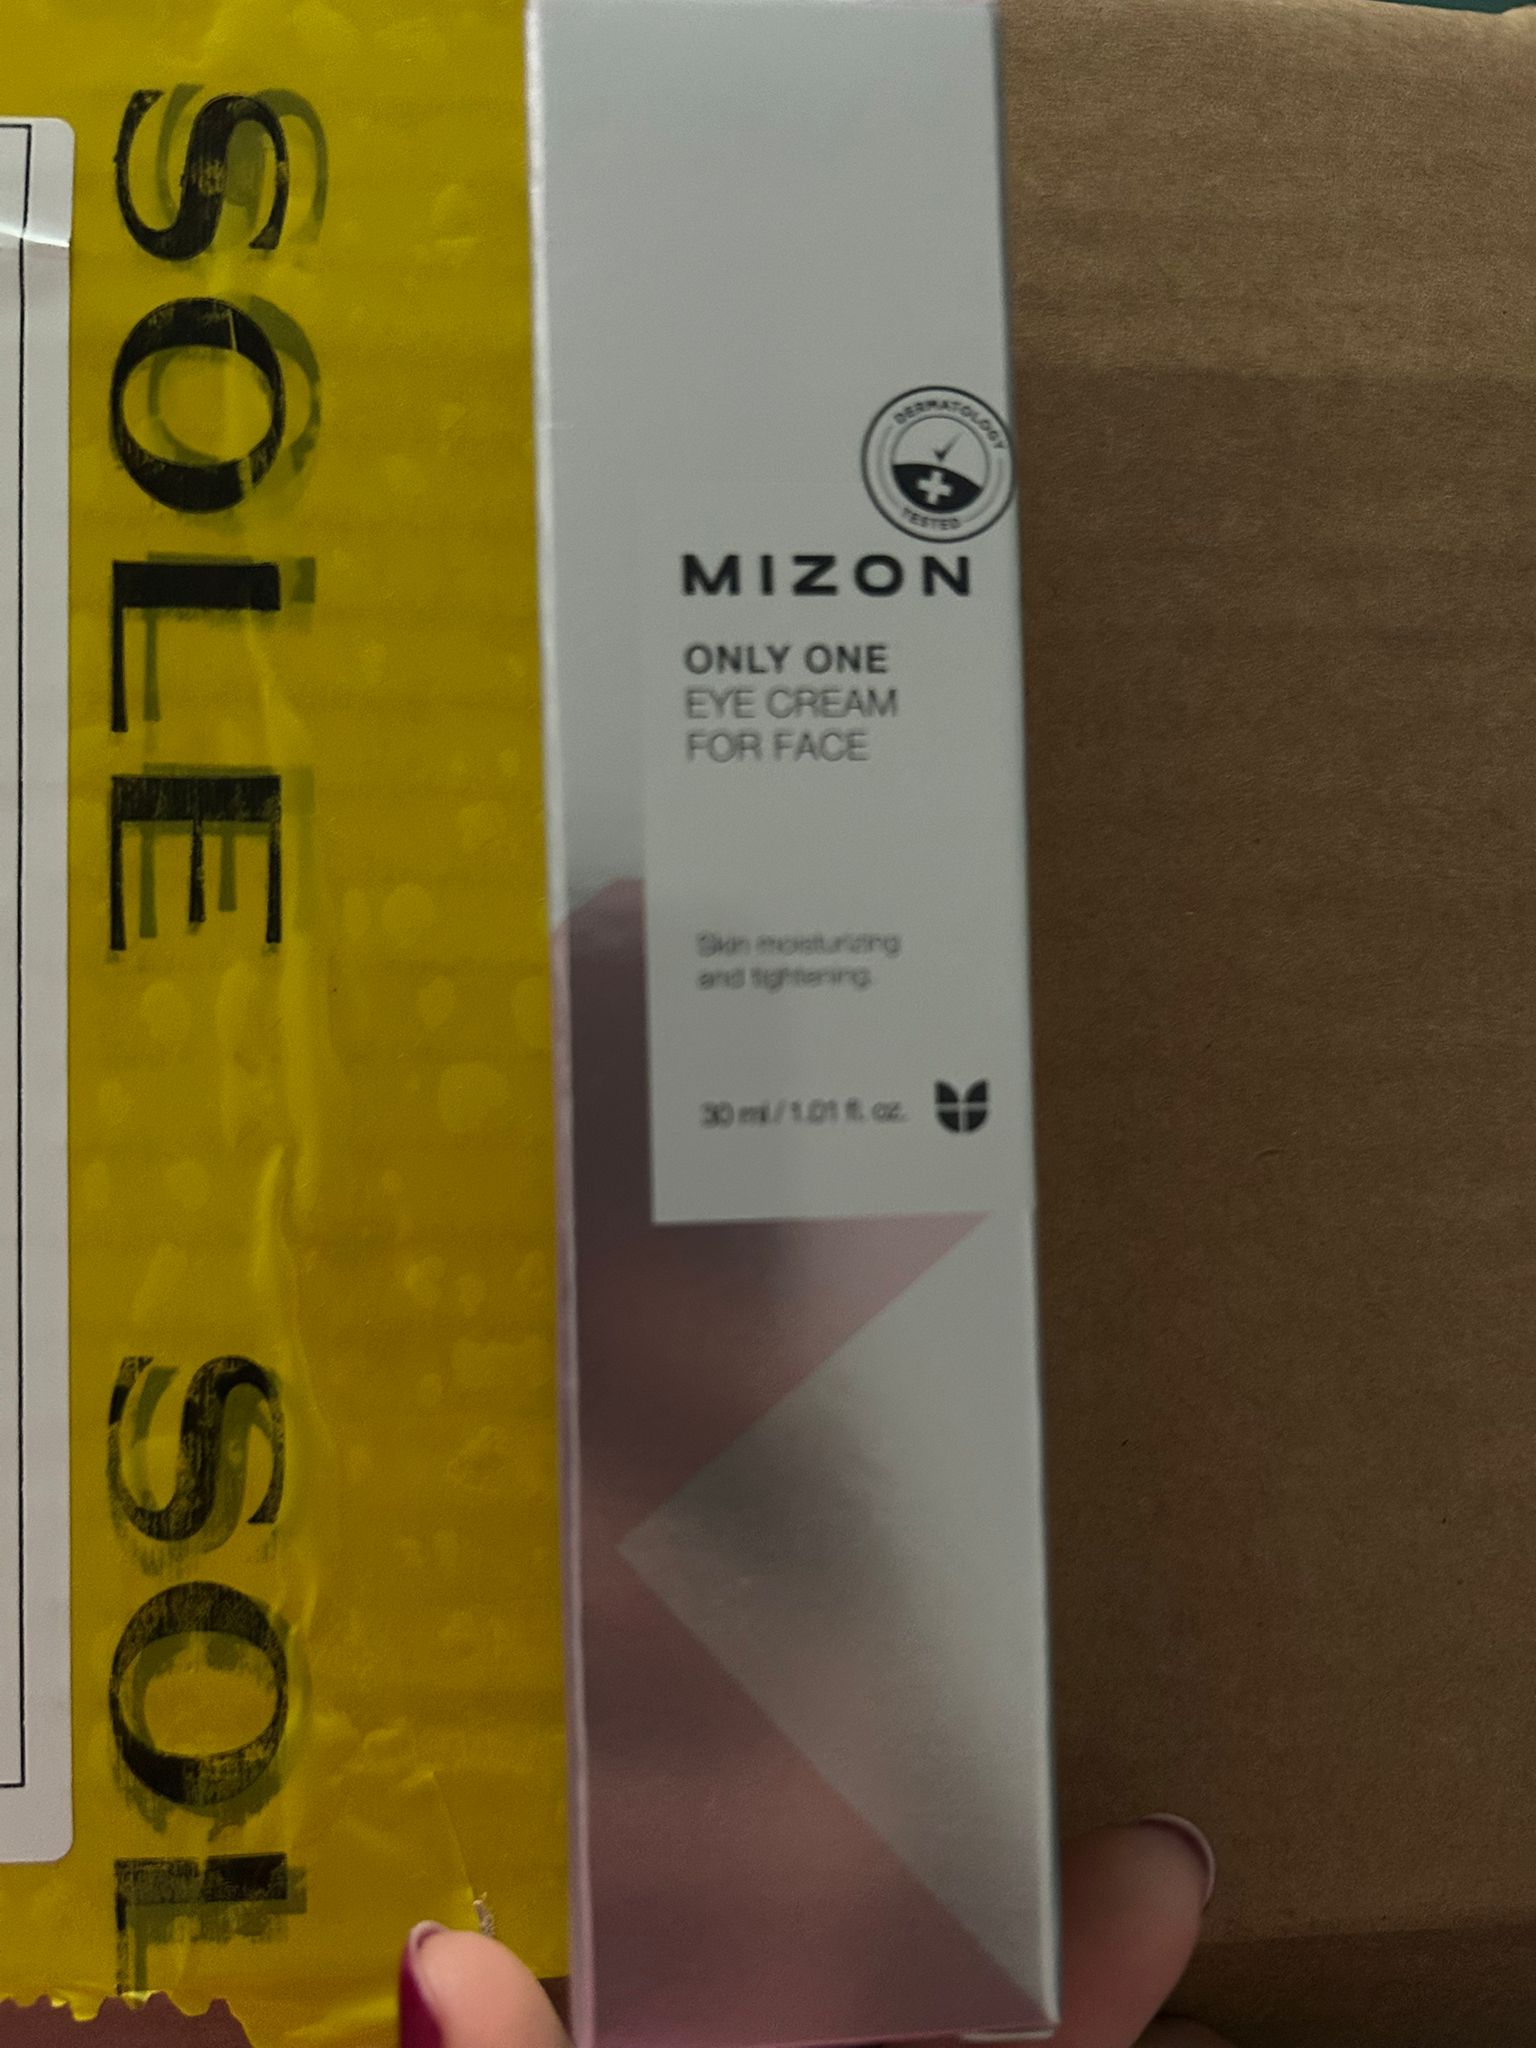 SOLE SOL
DERMATOLOGY
TESTED
MIZON
ONLY ONE
EYE CREAM
FOR FACE
Skin moisturizing
and tightening.
30 ml / 1.01 fl. oz.